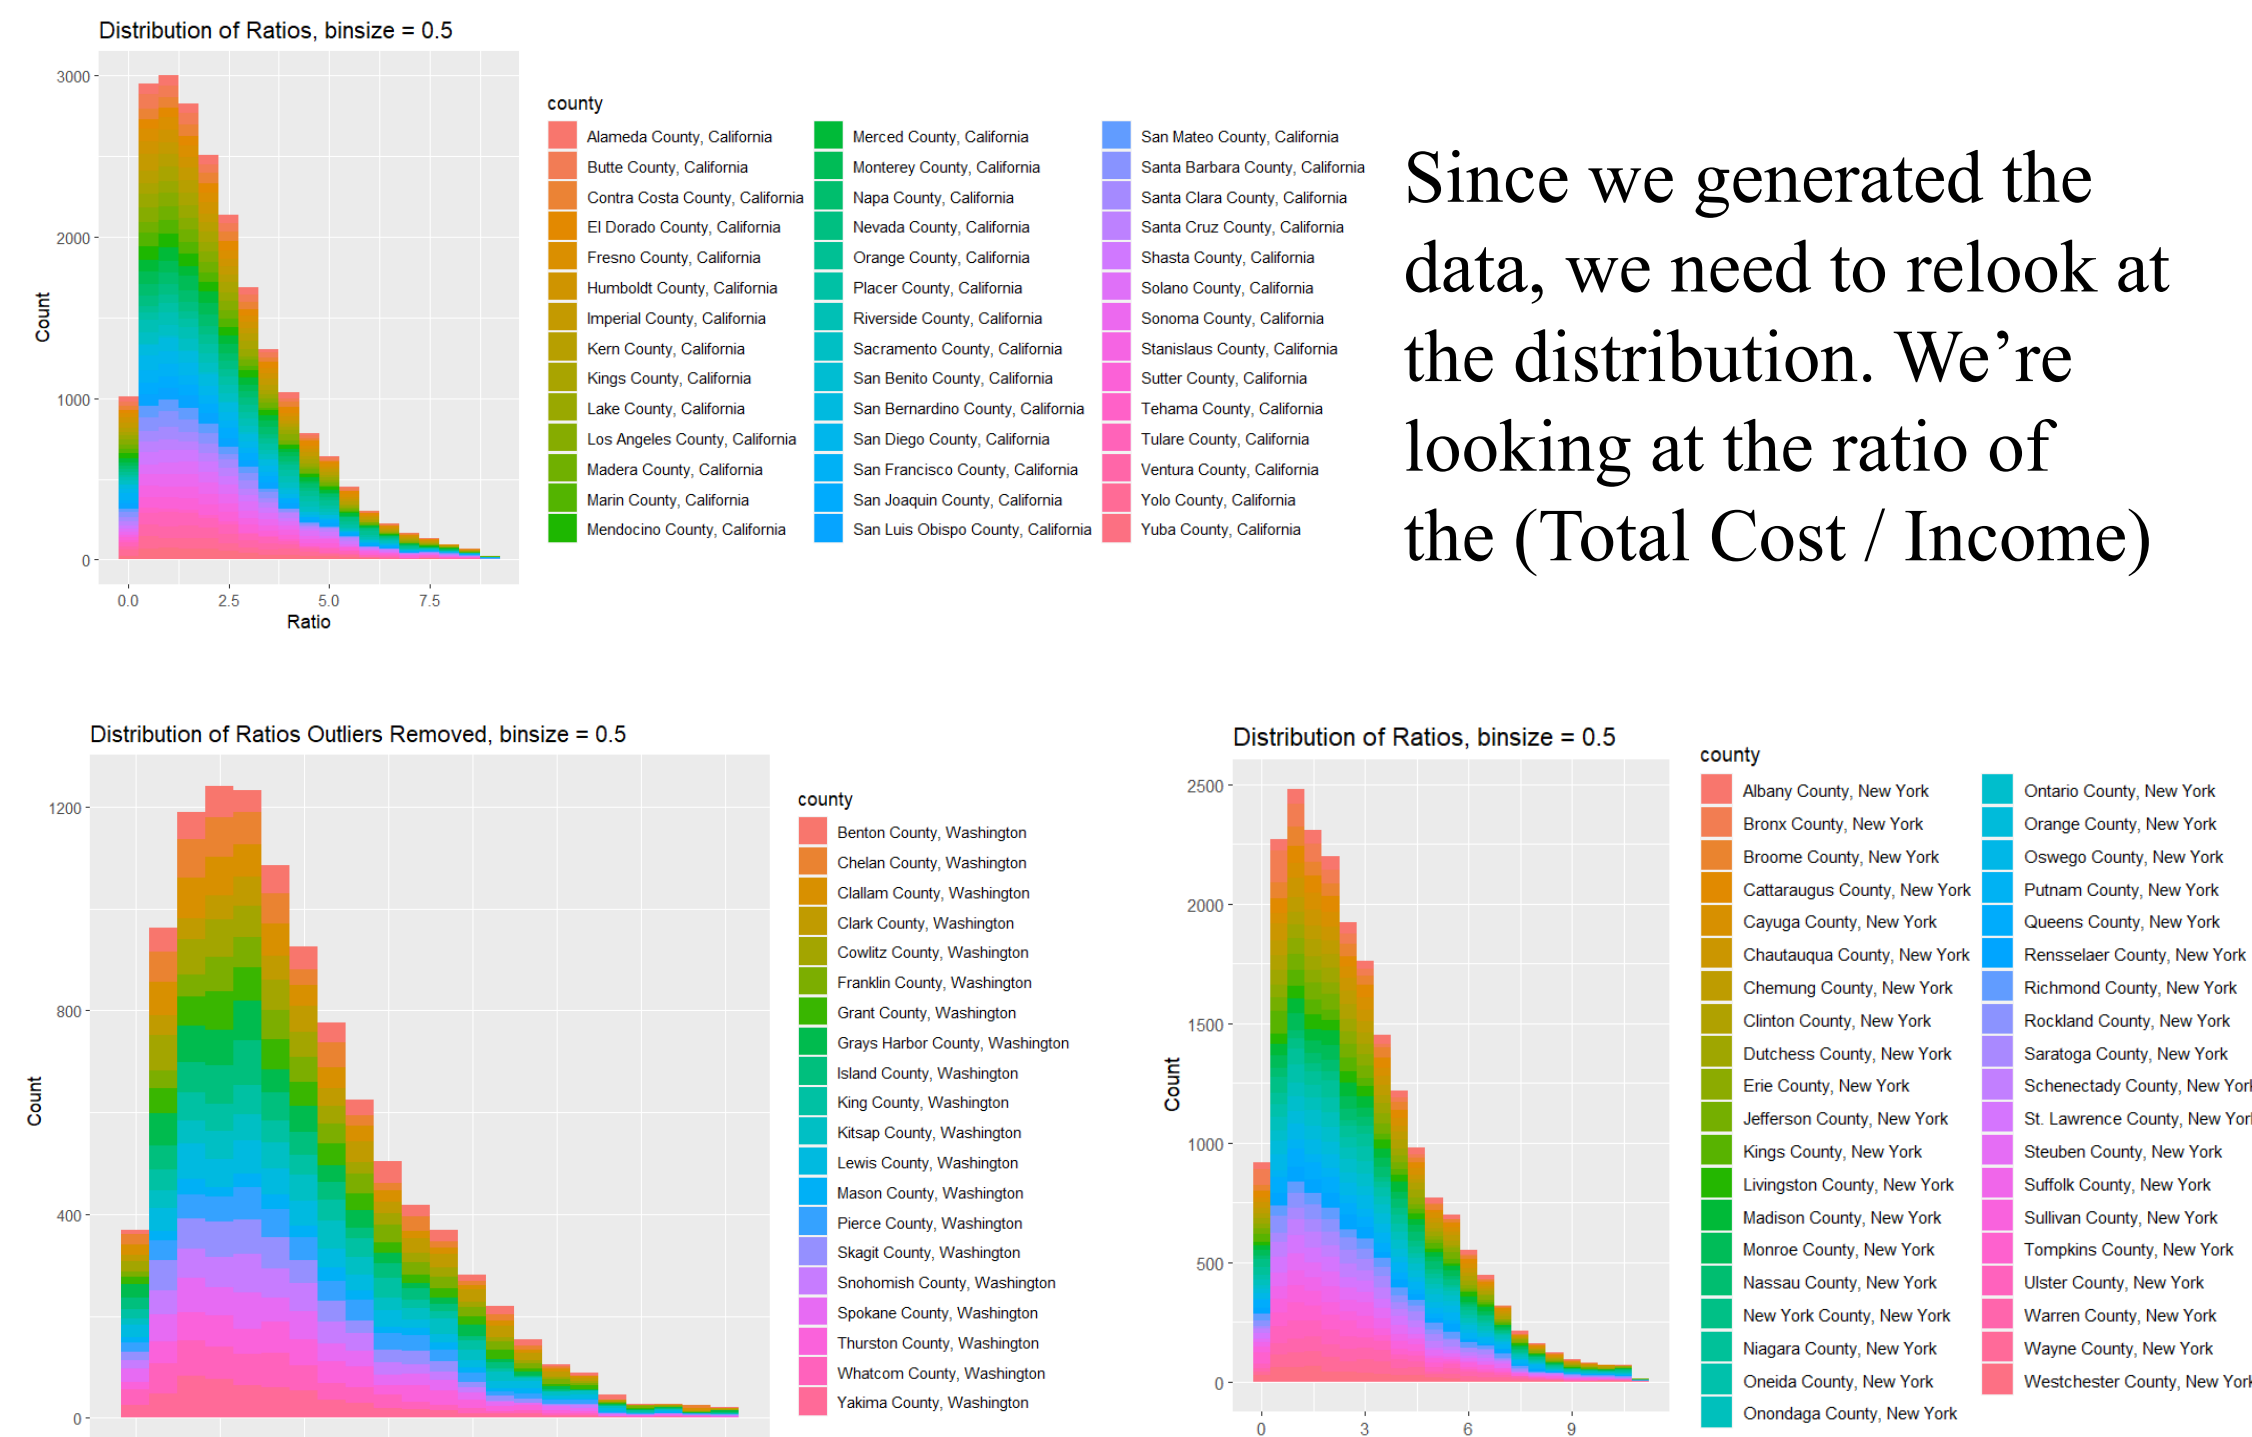 Distribution of Ratios, binsize = 0.5
3000
2000
1000
0
Count
0.0 2.5 5.0 7.5
Ratio
county
Alameda County, California
Butte County, California
Contra Costa County, California
El Dorado County, California
Fresno County, California
Humboldt County, California
Imperial County, California
Kern County, California
Kings County, California
Lake County, California
Los Angeles County, California
Madera County, California
Marin County, California
Mendocino County, California
Merced County, California
Monterey County, California
Napa County, California
Nevada County, California
Orange County, California
Placer County, California
Riverside County, California
Sacramento County, California
San Benito County, California
San Bernardino County, California
San Diego County, California
San Francisco County, California
San Joaquin County, California
San Luis Obispo County, California
San Mateo County, California
Santa Barbara County, California
Santa Clara County, California
Santa Cruz County, California
Shasta County, California
Solano County, California
Sonoma County, California
Stanislaus County, California
Sutter County, California
Tehama County, California
Tulare County, California
Ventura County, California
Yolo County, California
Yuba County, California
Since we generated the
data, we need to relook at
the distribution. We’re
looking at the ratio of
the (Total Cost / Income)
Distribution of Ratios Outliers Removed, binsize = 0.5
1200
800
400
0
Count
county
Benton County, Washington
Chelan County, Washington
Clallam County, Washington
Clark County, Washington
Cowlitz County, Washington
Franklin County, Washington
Grant County, Washington
Grays Harbor County, Washington
Island County, Washington
King County, Washington
Kitsap County, Washington
Lewis County, Washington
Mason County, Washington
Pierce County, Washington
Skagit County, Washington
Snohomish County, Washington
Spokane County, Washington
Thurston County, Washington
Whatcom County, Washington
Yakima County, Washington
Distribution of Ratios, binsize = 0.5
2500
2000
1500
1000
500
0
Count
0 3 6 9
county
Albany County, New York
Bronx County, New York
Broome County, New York
Cattaraugus County, New York
Cayuga County, New York
Chautauqua County, New York
Chemung County, New York
Clinton County, New York
Dutchess County, New York
Erie County, New York
Jefferson County, New York
Kings County, New York
Livingston County, New York
Madison County, New York
Monroe County, New York
Nassau County, New York
New York County, New York
Niagara County, New York
Oneida County, New York
Onondaga County, New York
Ontario County, New York
Orange County, New York
Oswego County, New York
Putnam County, New York
Queens County, New York
Rensselaer County, New York
Richmond County, New York
Rockland County, New York
Saratoga County, New York
Schenectady County, New York
St. Lawrence County, New York
Steuben County, New York
Suffolk County, New York
Sullivan County, New York
Tompkins County, New York
Ulster County, New York
Warren County, New York
Wayne County, New York
Westchester County, New York